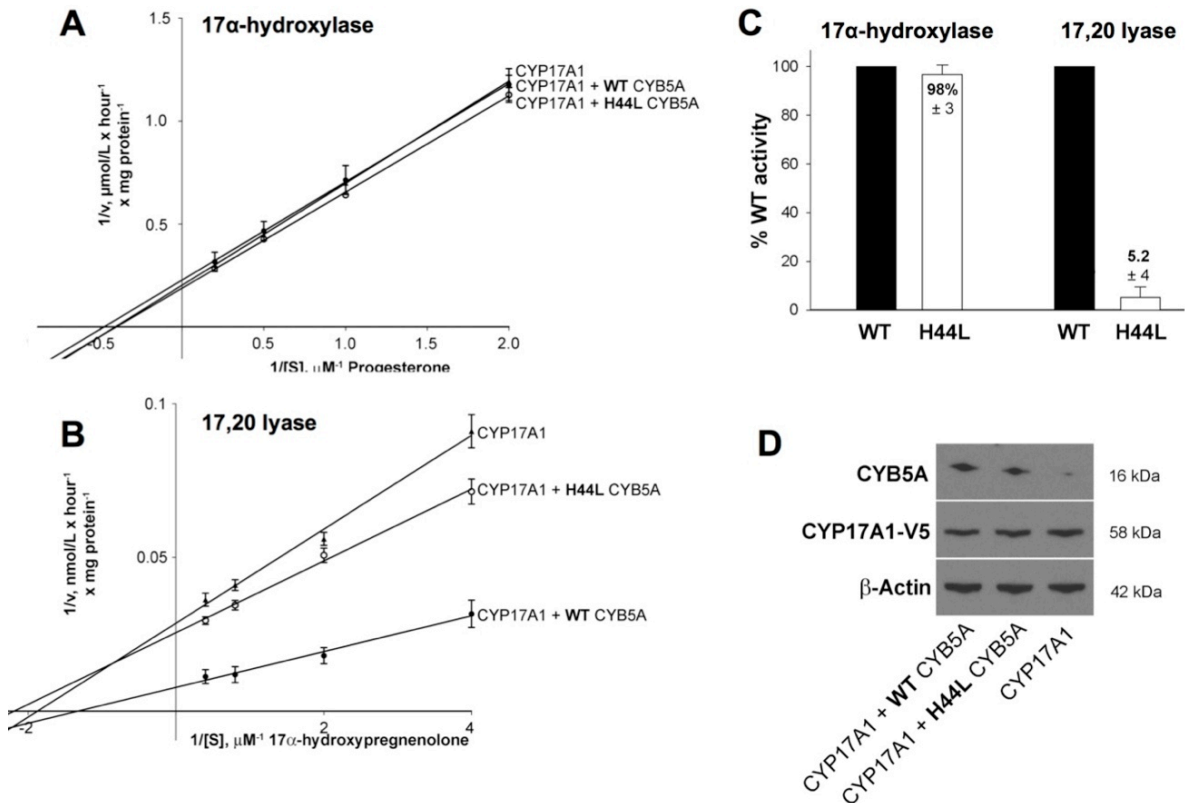 A
17α-hydroxylase
1.5
1.0
0.5
1/v, μmol/L x hour⁻¹
x mg protein⁻¹
CYP17A1
CYP17A1 + WT CYB5A
CYP17A1 + H44L CYB5A
-0.5
0.5
1.0
1.5
2.0
1/[S], μM⁻¹ Progesterone
B
17,20 lyase
0.1
0.05
1/v, nmol/L x hour⁻¹
x mg protein⁻¹
CYP17A1
CYP17A1 + H44L CYB5A
CYP17A1 + WT CYB5A
-2
2
4
1/[S], μM⁻¹ 17α-hydroxypregnenolone
C
17α-hydroxylase
17,20 lyase
% WT activity
100
80
60
40
20
0
98%
± 3
5.2
± 4
WT
H44L
WT
H44L
D
CYB5A
16 kDa
CYP17A1-V5
58 kDa
β-Actin
42 kDa
CYP17A1 + WT CYB5A
CYP17A1 + H44L CYB5A
CYP17A1